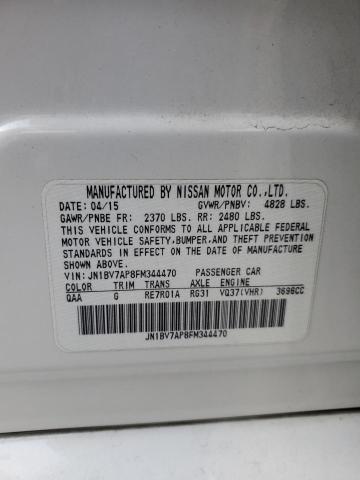 MANUFACTURED BY NISSAN MOTOR CO.,LTD.
DATE: 04/15 GVWR/PNBV: 4828 LBS.
GAWR/PNBE FR: 2370 LBS. RR: 2480 LBS.
THIS VEHICLE CONFORMS TO ALL APPLICABLE FEDERAL
MOTOR VEHICLE SAFETY,BUMPER,AND THEFT PREVENTION
STANDARDS IN EFFECT ON THE DATE OF MANUFACTURE
SHOWN ABOVE.
VIN: JN1BV7AP8FM344470 PASSENGER CAR
COLOR TRIM TRANS AXLE ENGINE
QAA G RE7R01A RG31 VQ37(VHR) 3696CC
JN1BV7AP8FM344470